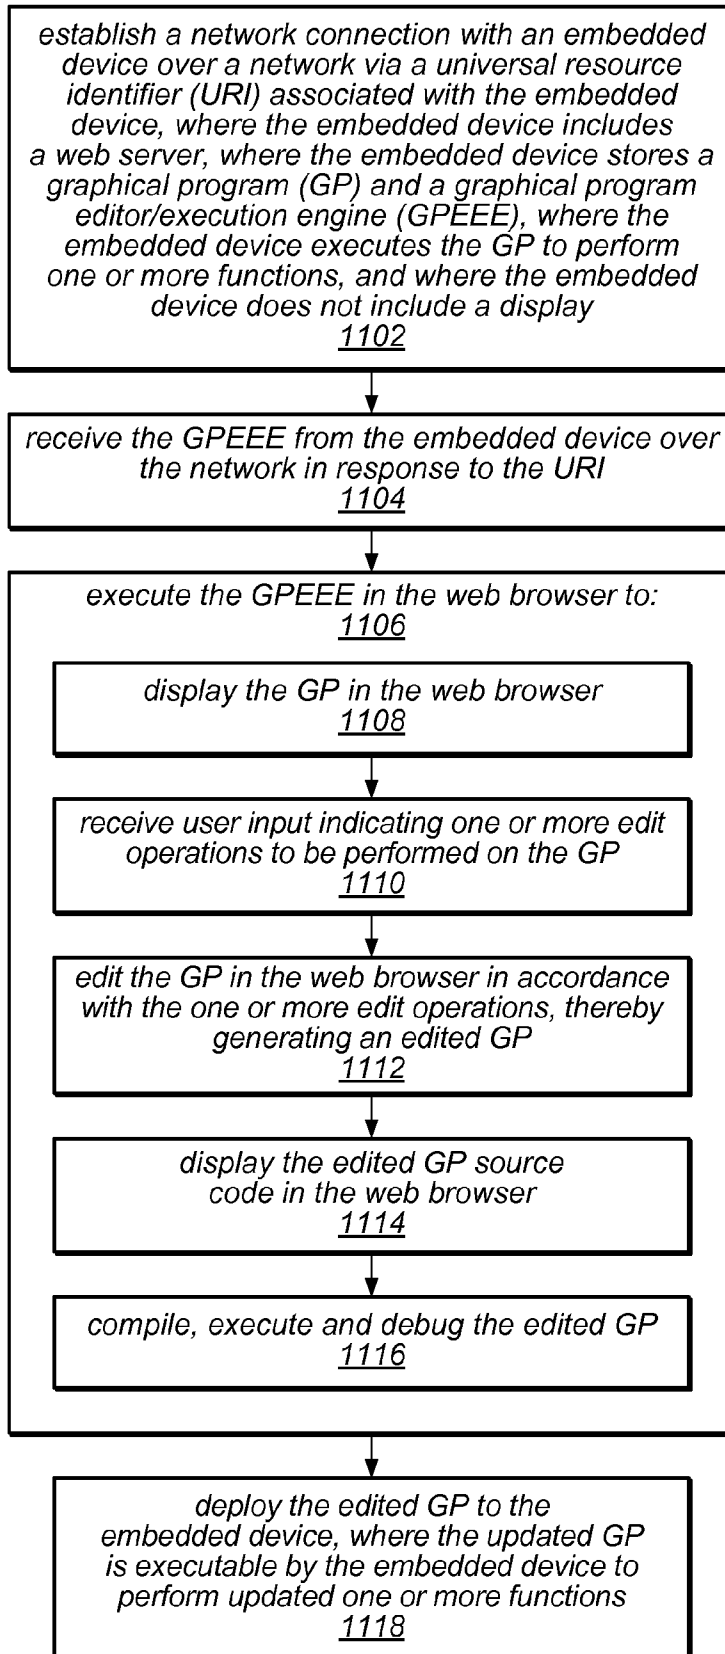 establish a network connection with an embedded
device over a network via a universal resource
identifier (URI) associated with the embedded
device, where the embedded device includes
a web server, where the embedded device stores a
graphical program (GP) and a graphical program
editor/execution engine (GPEEE), where the
embedded device executes the GP to perform
one or more functions, and where the embedded
device does not include a display
1102
receive the GPEEE from the embedded device over
the network in response to the URI
1104
execute the GPEEE in the web browser to:
1106
display the GP in the web browser
1108
receive user input indicating one or more edit
operations to be performed on the GP
1110
edit the GP in the web browser in accordance
with the one or more edit operations, thereby
generating an edited GP
1112
display the edited GP source
code in the web browser
1114
compile, execute and debug the edited GP
1116
deploy the edited GP to the
embedded device, where the updated GP
is executable by the embedded device to
perform updated one or more functions
1118